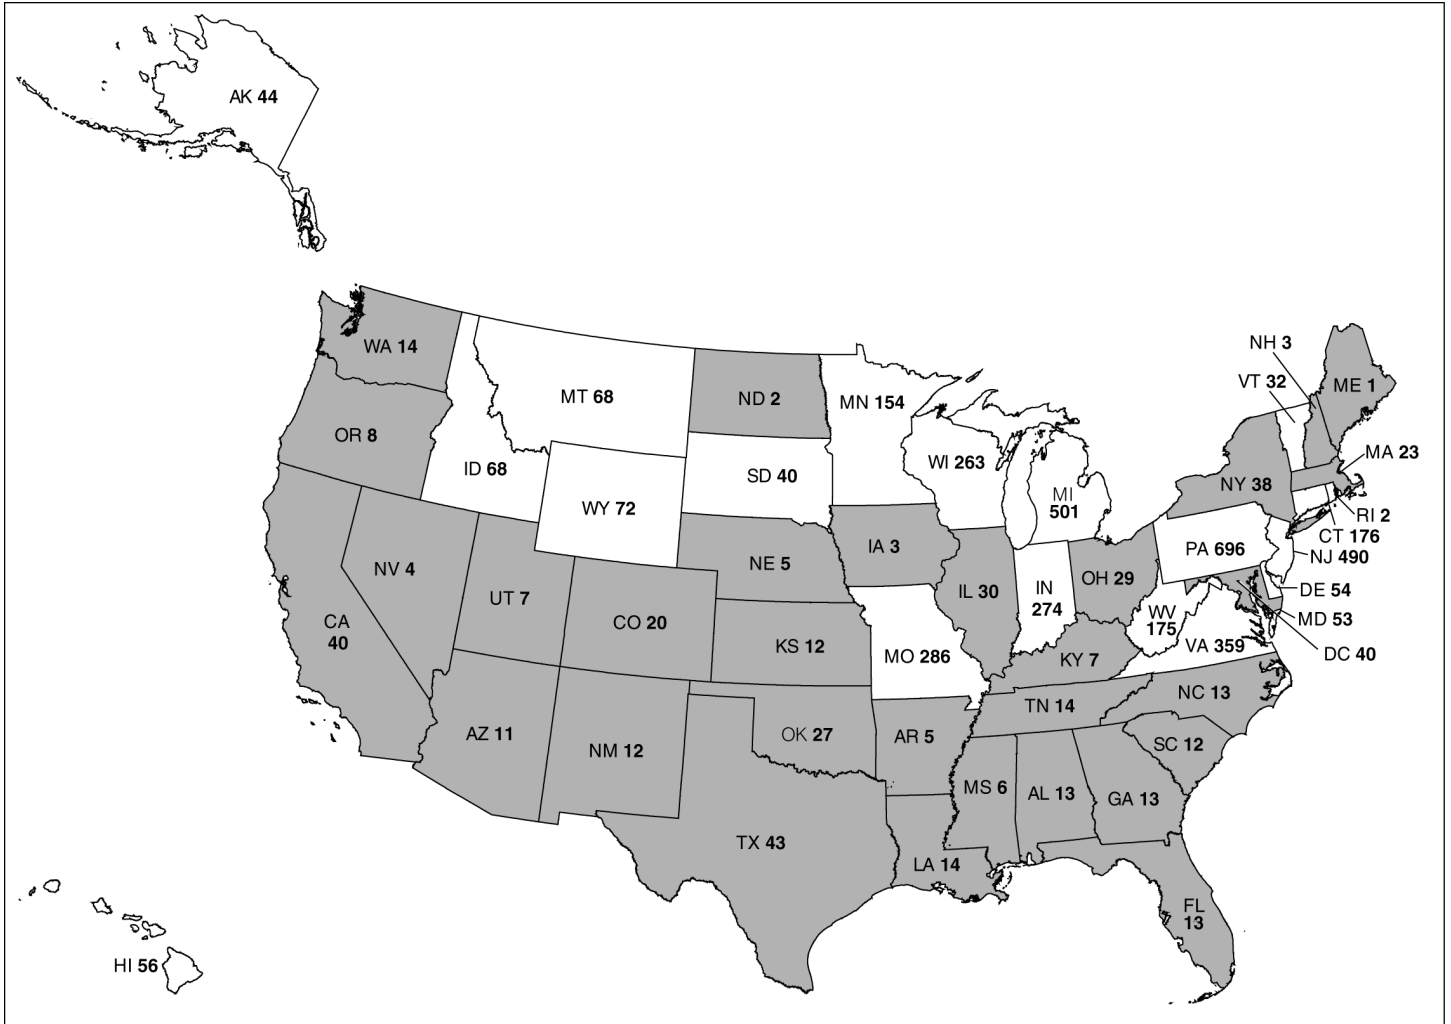 AK 44
WA 14
NH 3
VT 32
ME 1
MT 68
ND 2
MN 154
OR 8
ID 68
WI 263
MA 23
SD 40
MI
501
NY 38
WY 72
RI 2
CT 176
IA 3
PA 696
NJ 490
NV 4
NE 5
OH 29
DE 54
UT 7
IL 30
IN
274
WV
175
MD 53
CA
40
CO 20
KS 12
MO 286
VA 359
DC 40
KY 7
NC 13
TN 14
AZ 11
NM 12
OK 27
AR 5
SC 12
MS 6
AL 13
GA 13
TX 43
LA 14
FL
13
HI 56